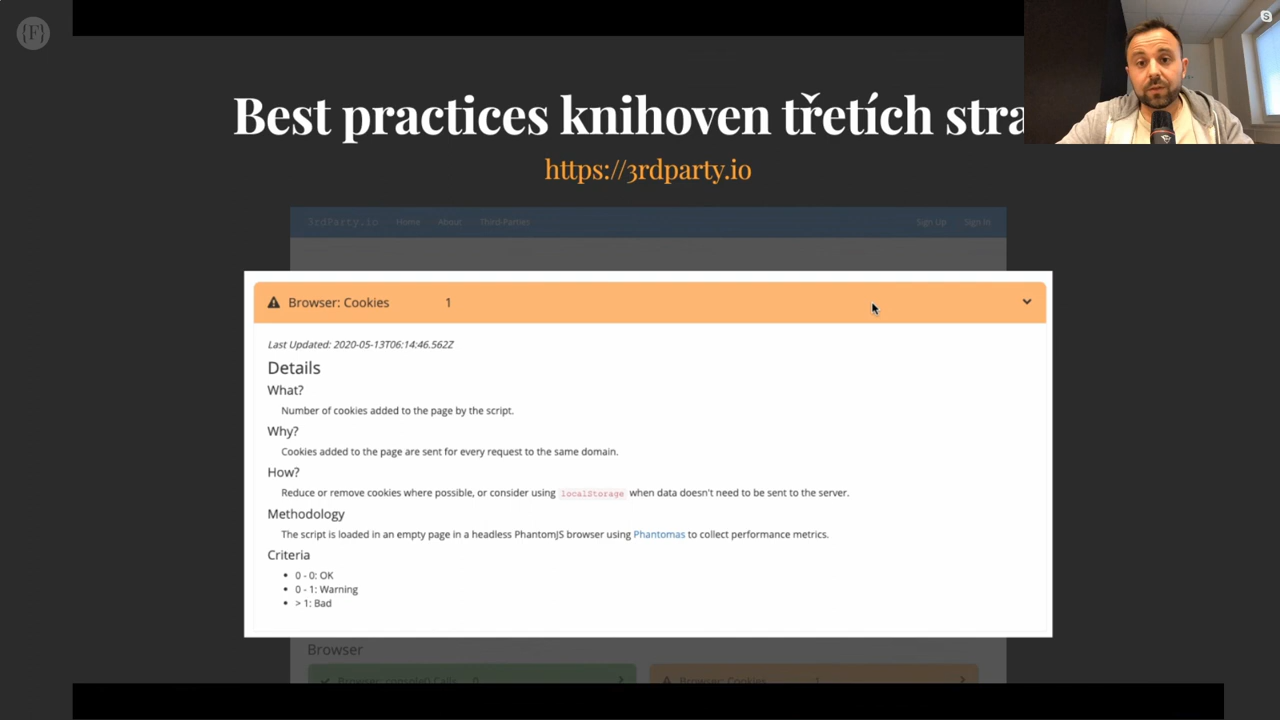 {F}
Best practices knihoven třetích stra
https://3rdparty.io
3rdParty.io Home About Third Parties Sign Up Sign In
Browser: Cookies 1
Last Updated: 2020-05-13T06:14:46.562Z
Details
What?
Number of cookies added to the page by the script.
Why?
Cookies added to the page are sent for every request to the same domain.
How?
Reduce or remove cookies where possible, or consider using localStorage when data doesn't need to be sent to the server.
Methodology
The script is loaded in an empty page in a headless PhantomJS browser using Phantomas to collect performance metrics.
Criteria
• 0 - 0: OK
• 0 - 1: Warning
• > 1: Bad
Browser
Browser: console() Calls 0 Browser: Cookies 1